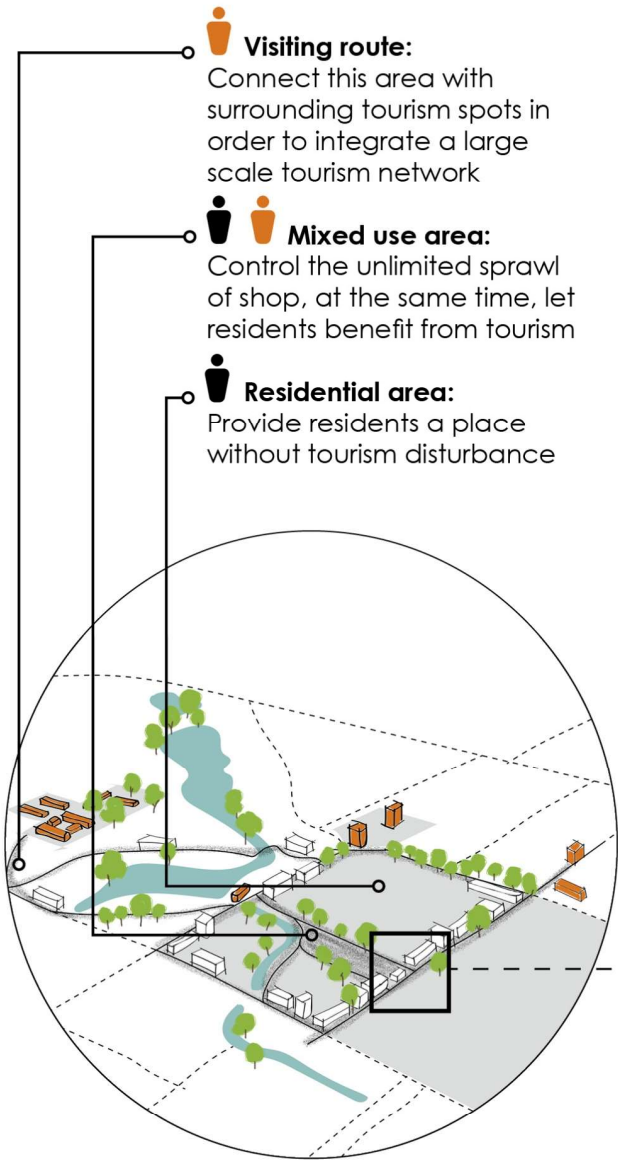 Visiting route:
Connect this area with
surrounding tourism spots in
order to integrate a large
scale tourism network
Mixed use area:
Control the unlimited sprawl
of shop, at the same time, let
residents benefit from tourism
Residential area:
Provide residents a place
without tourism disturbance